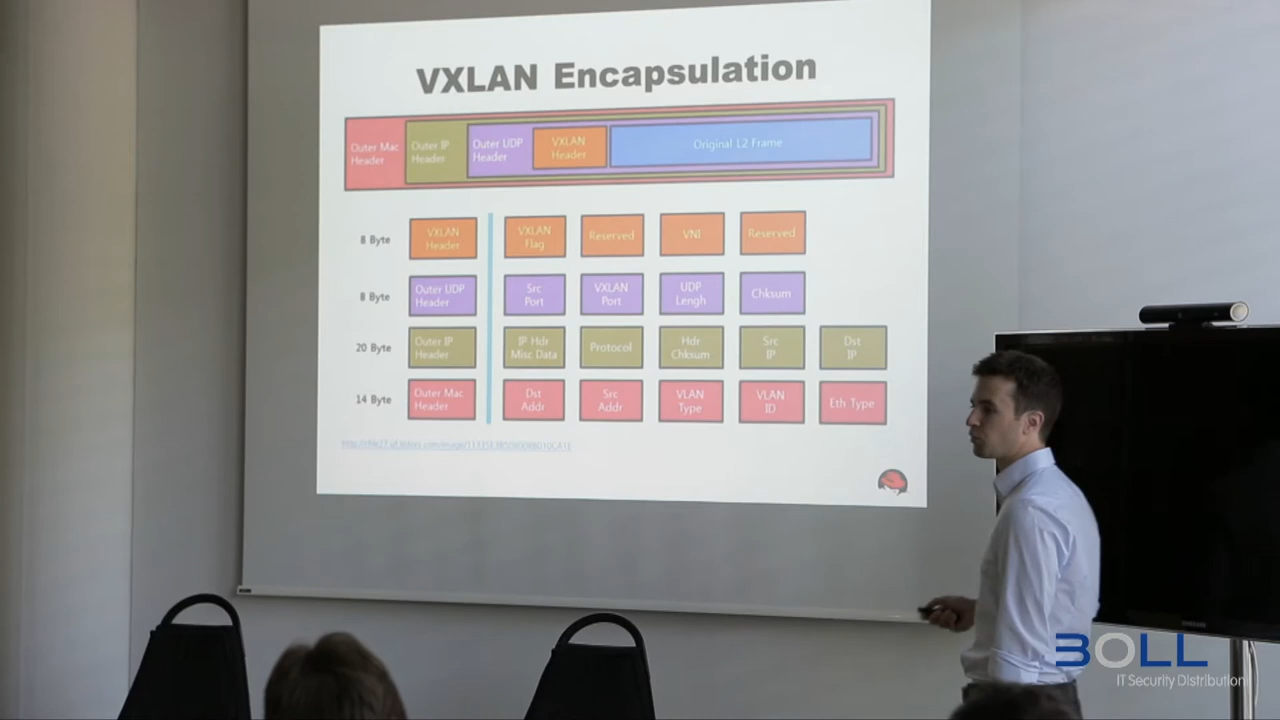 VXLAN Encapsulation
Outer Mac
Header
Outer IP
Header
Outer UDP
Header
VXLAN
Header
Original L2 Frame
8 Byte
VXLAN
Header
VXLAN
Flag
Reserved
VNI
Reserved
8 Byte
Outer UDP
Header
Src
Port
VXLAN
Port
UDP
Lengh
Chksum
20 Byte
Outer IP
Header
IP Hdr
Misc Data
Protocol
Hdr
Chksum
Src
IP
Dst
IP
14 Byte
Outer Mac
Header
Dst
Addr
Src
Addr
VLAN
Type
VLAN
ID
Eth Type
BOLL
IT Security Distribution